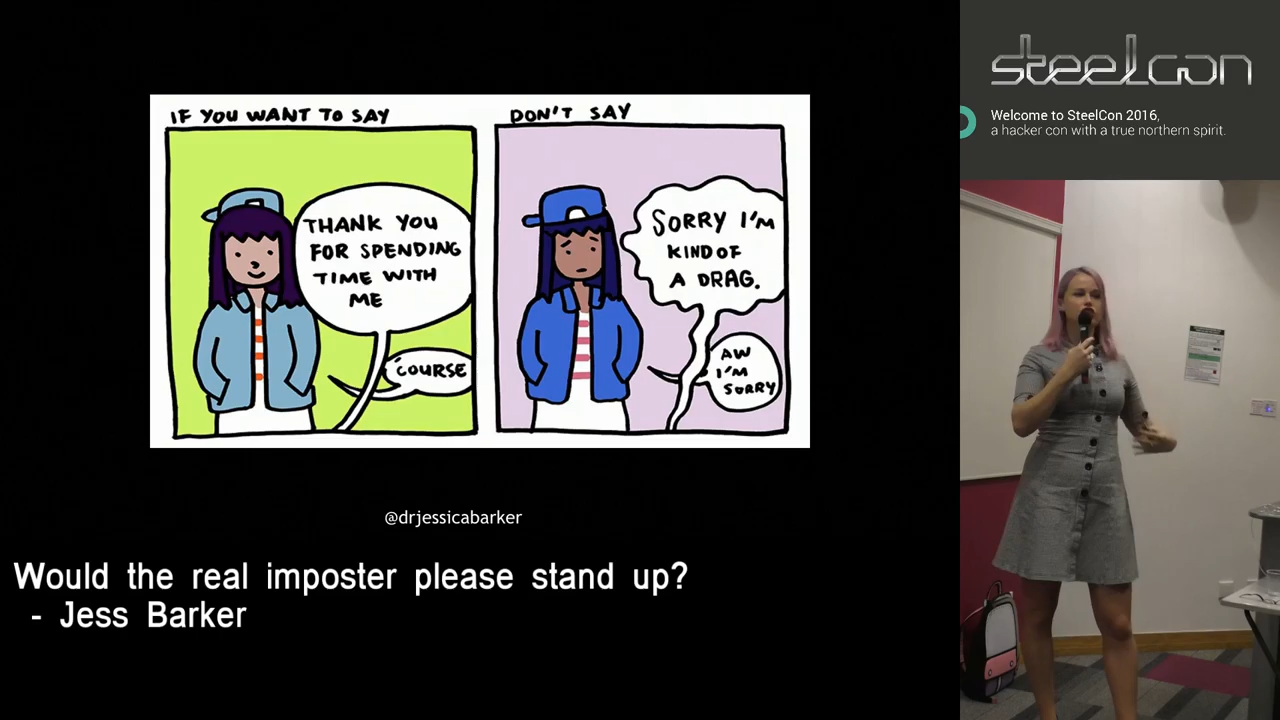 IF YOU WANT TO SAY
THANK YOU
FOR SPENDING
TIME WITH
ME
'COURSE
DON'T SAY
SORRY I'M
KIND OF
A DRAG.
AW
I'M
SORRY
@drjessicabarker
Would the real imposter please stand up?
- Jess Barker
steelcon
Welcome to SteelCon 2016,
a hacker con with a true northern spirit.